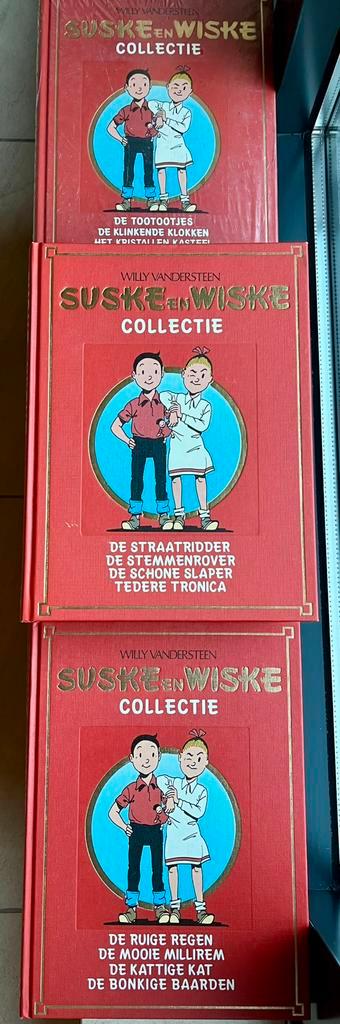 WILLY VANDERSTEEN
SUSKE EN WISKE
COLLECTIE
DE TOOTOOTJES
DE KLINKENDE KLOKKEN
HET KRISTALLEN KASTEEL
WILLY VANDERSTEEN
SUSKE EN WISKE
COLLECTIE
DE STRAATRIDDER
DE STEMMENROVER
DE SCHONE SLAPER
TEDERE TRONICA
WILLY VANDERSTEEN
SUSKE EN WISKE
COLLECTIE
DE RUIGE REGEN
DE MOOIE MILLIREM
DE KATTIGE KAT
DE BONKIGE BAARDEN